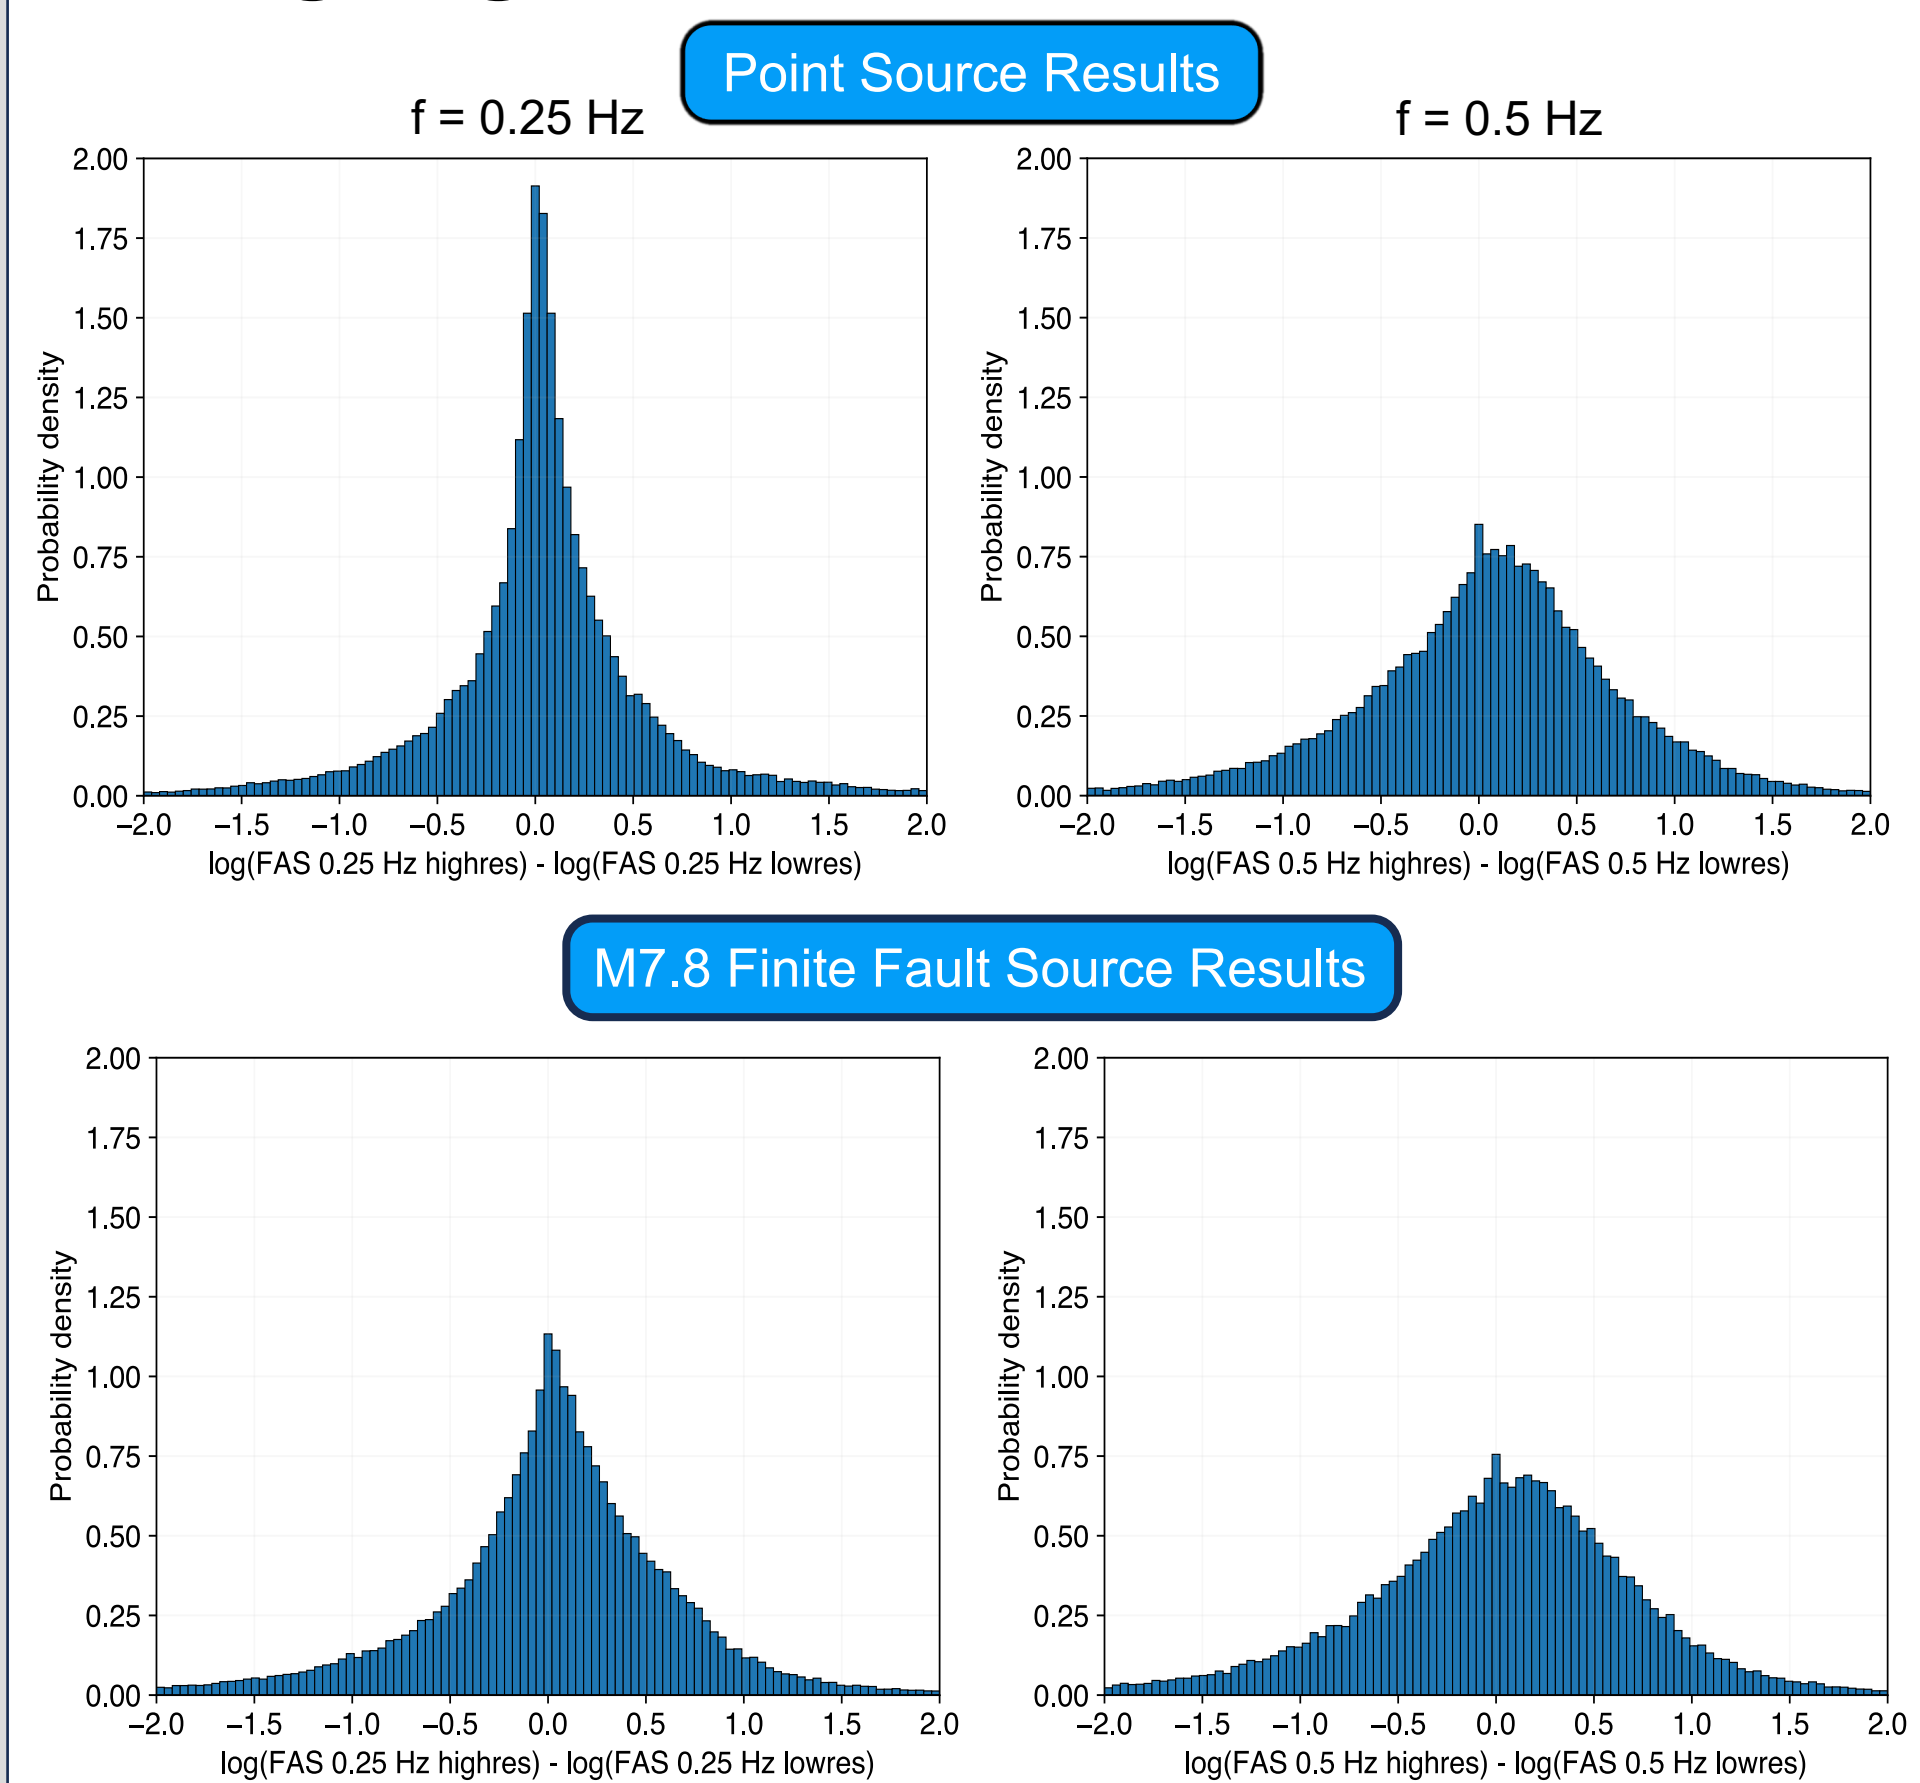 Point Source Results
f = 0.25 Hz
f = 0.5 Hz
2.00
1.75
1.50
1.25
1.00
0.75
0.50
0.25
0.00
Probability density
−2.0 −1.5 −1.0 −0.5 0.0 0.5 1.0 1.5 2.0
log(FAS 0.25 Hz highres) - log(FAS 0.25 Hz lowres)
2.00
1.75
1.50
1.25
1.00
0.75
0.50
0.25
0.00
Probability density
−2.0 −1.5 −1.0 −0.5 0.0 0.5 1.0 1.5 2.0
log(FAS 0.5 Hz highres) - log(FAS 0.5 Hz lowres)
M7.8 Finite Fault Source Results
2.00
1.75
1.50
1.25
1.00
0.75
0.50
0.25
0.00
Probability density
−2.0 −1.5 −1.0 −0.5 0.0 0.5 1.0 1.5 2.0
log(FAS 0.25 Hz highres) - log(FAS 0.25 Hz lowres)
2.00
1.75
1.50
1.25
1.00
0.75
0.50
0.25
0.00
Probability density
−2.0 −1.5 −1.0 −0.5 0.0 0.5 1.0 1.5 2.0
log(FAS 0.5 Hz highres) - log(FAS 0.5 Hz lowres)